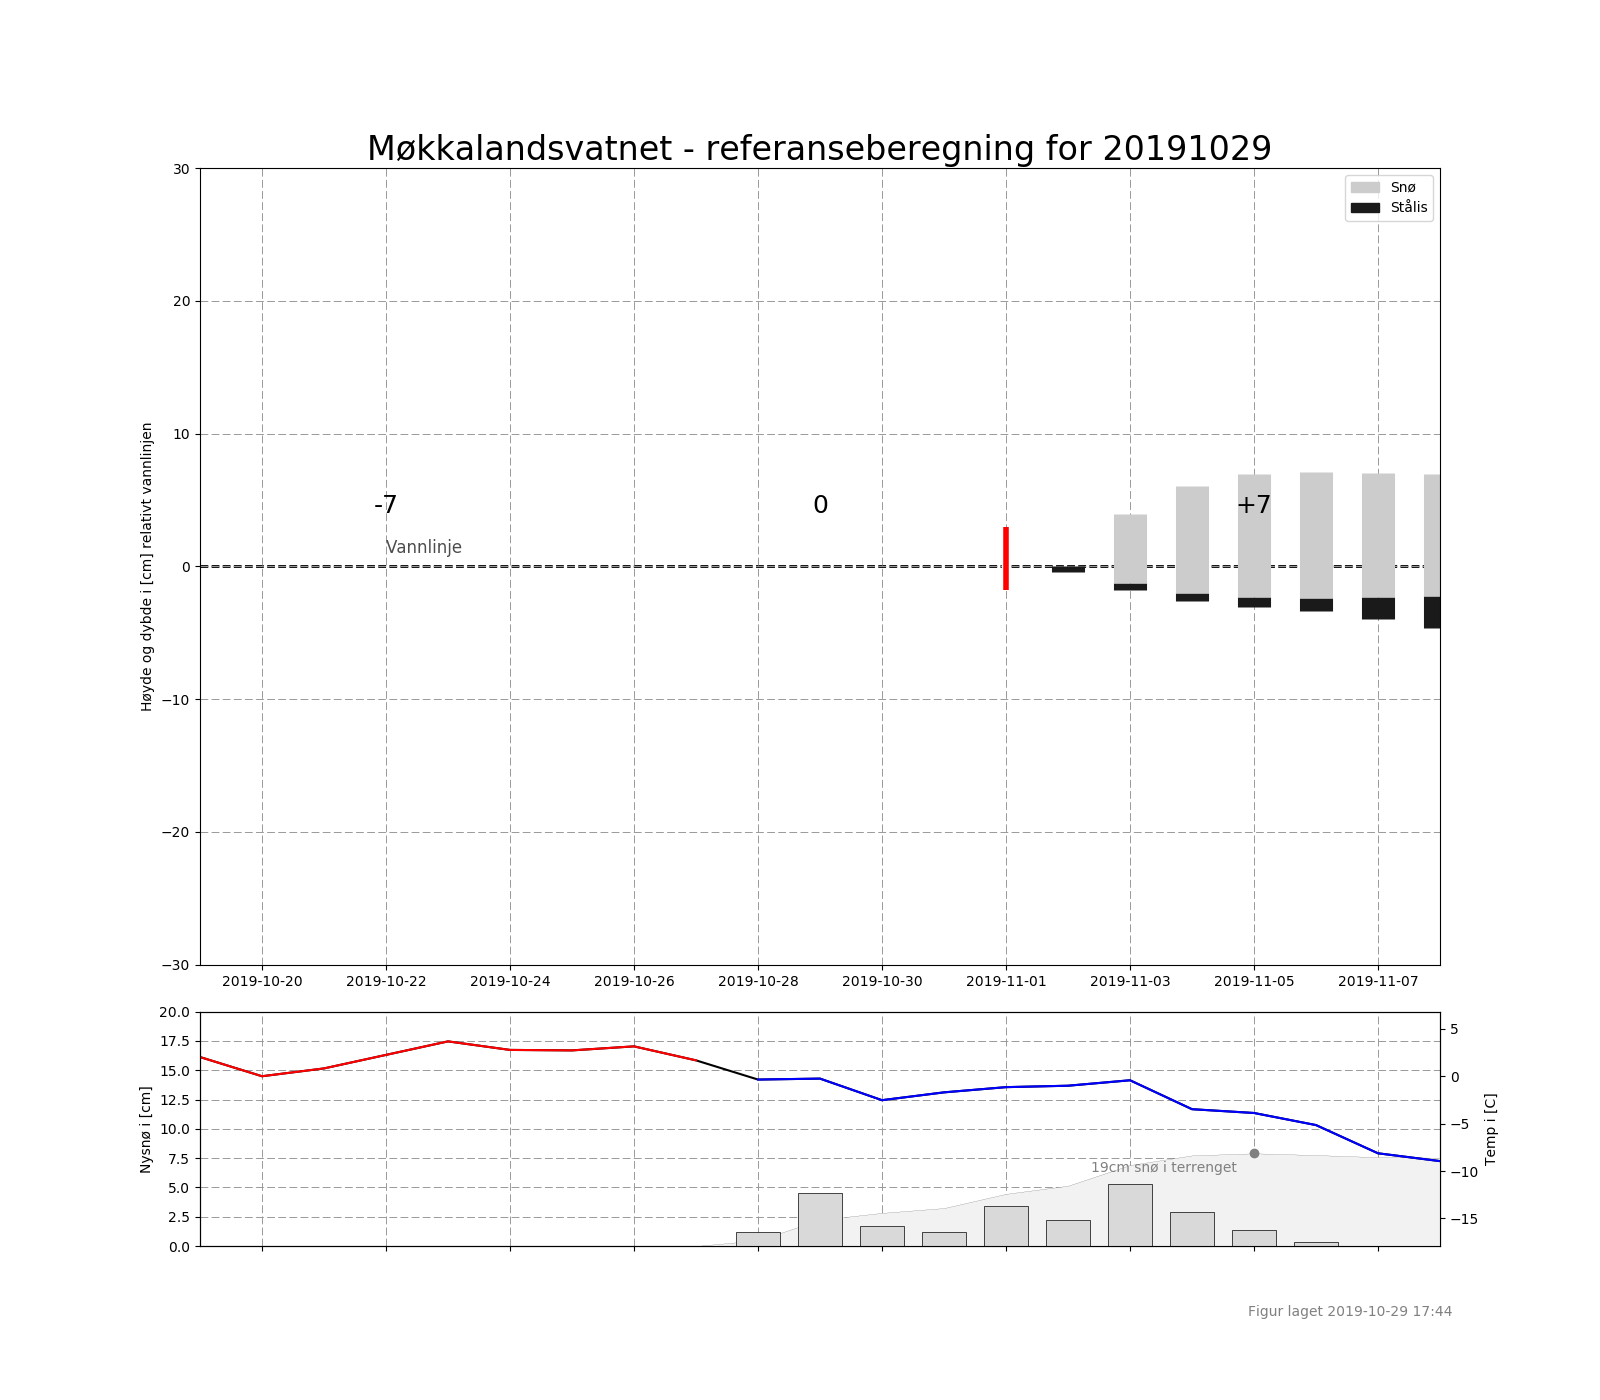 Møkkalandsvatnet - referanseberegning for 20191029
30
20
10
0
−10
−20
−30
Høyde og dybde i [cm] relativt vannlinjen
Snø
Stålis
-7
0
+7
Vannlinje
2019-10-20 2019-10-22 2019-10-24 2019-10-26 2019-10-28 2019-10-30 2019-11-01 2019-11-03 2019-11-05 2019-11-07
20.0
17.5
15.0
12.5
10.0
7.5
5.0
2.5
0.0
Nysnø i [cm]
19cm snø i terrenget
5
0
−5
−10
−15
Temp i [C]
Figur laget 2019-10-29 17:44